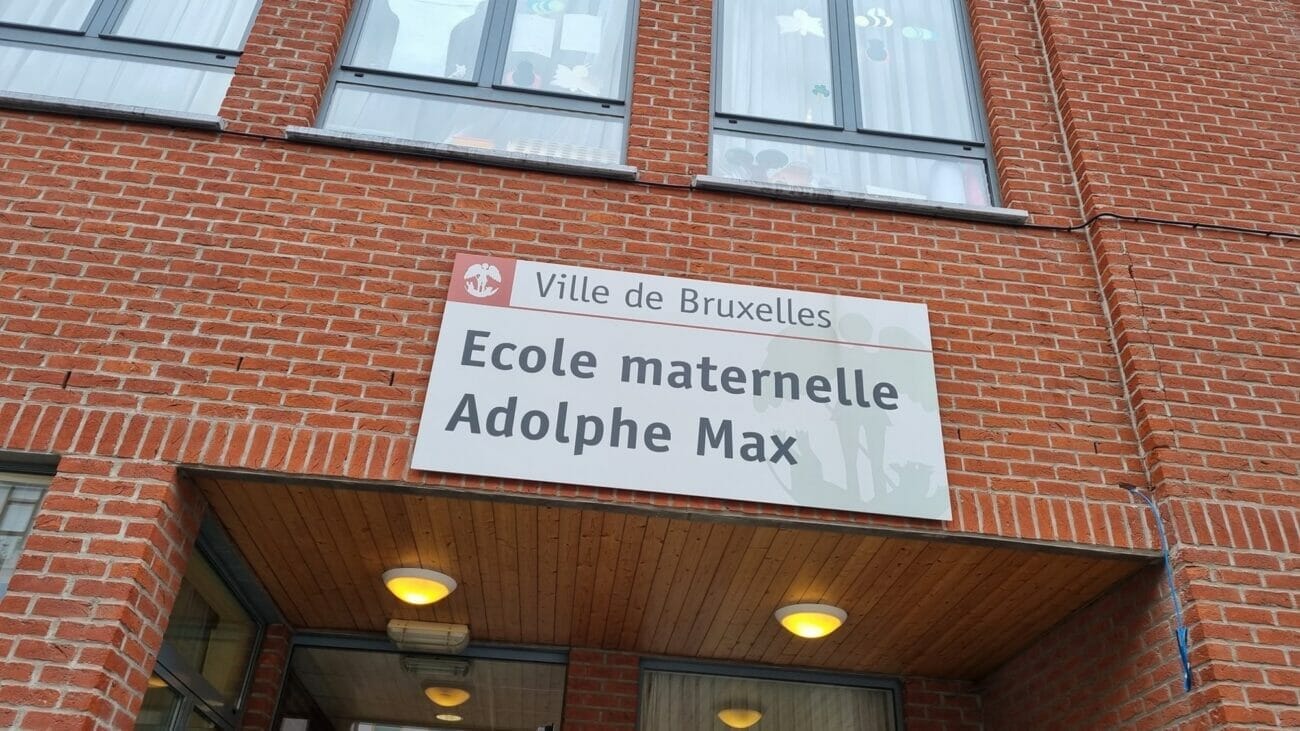 Ville de Bruxelles
Ecole maternelle
Adolphe Max